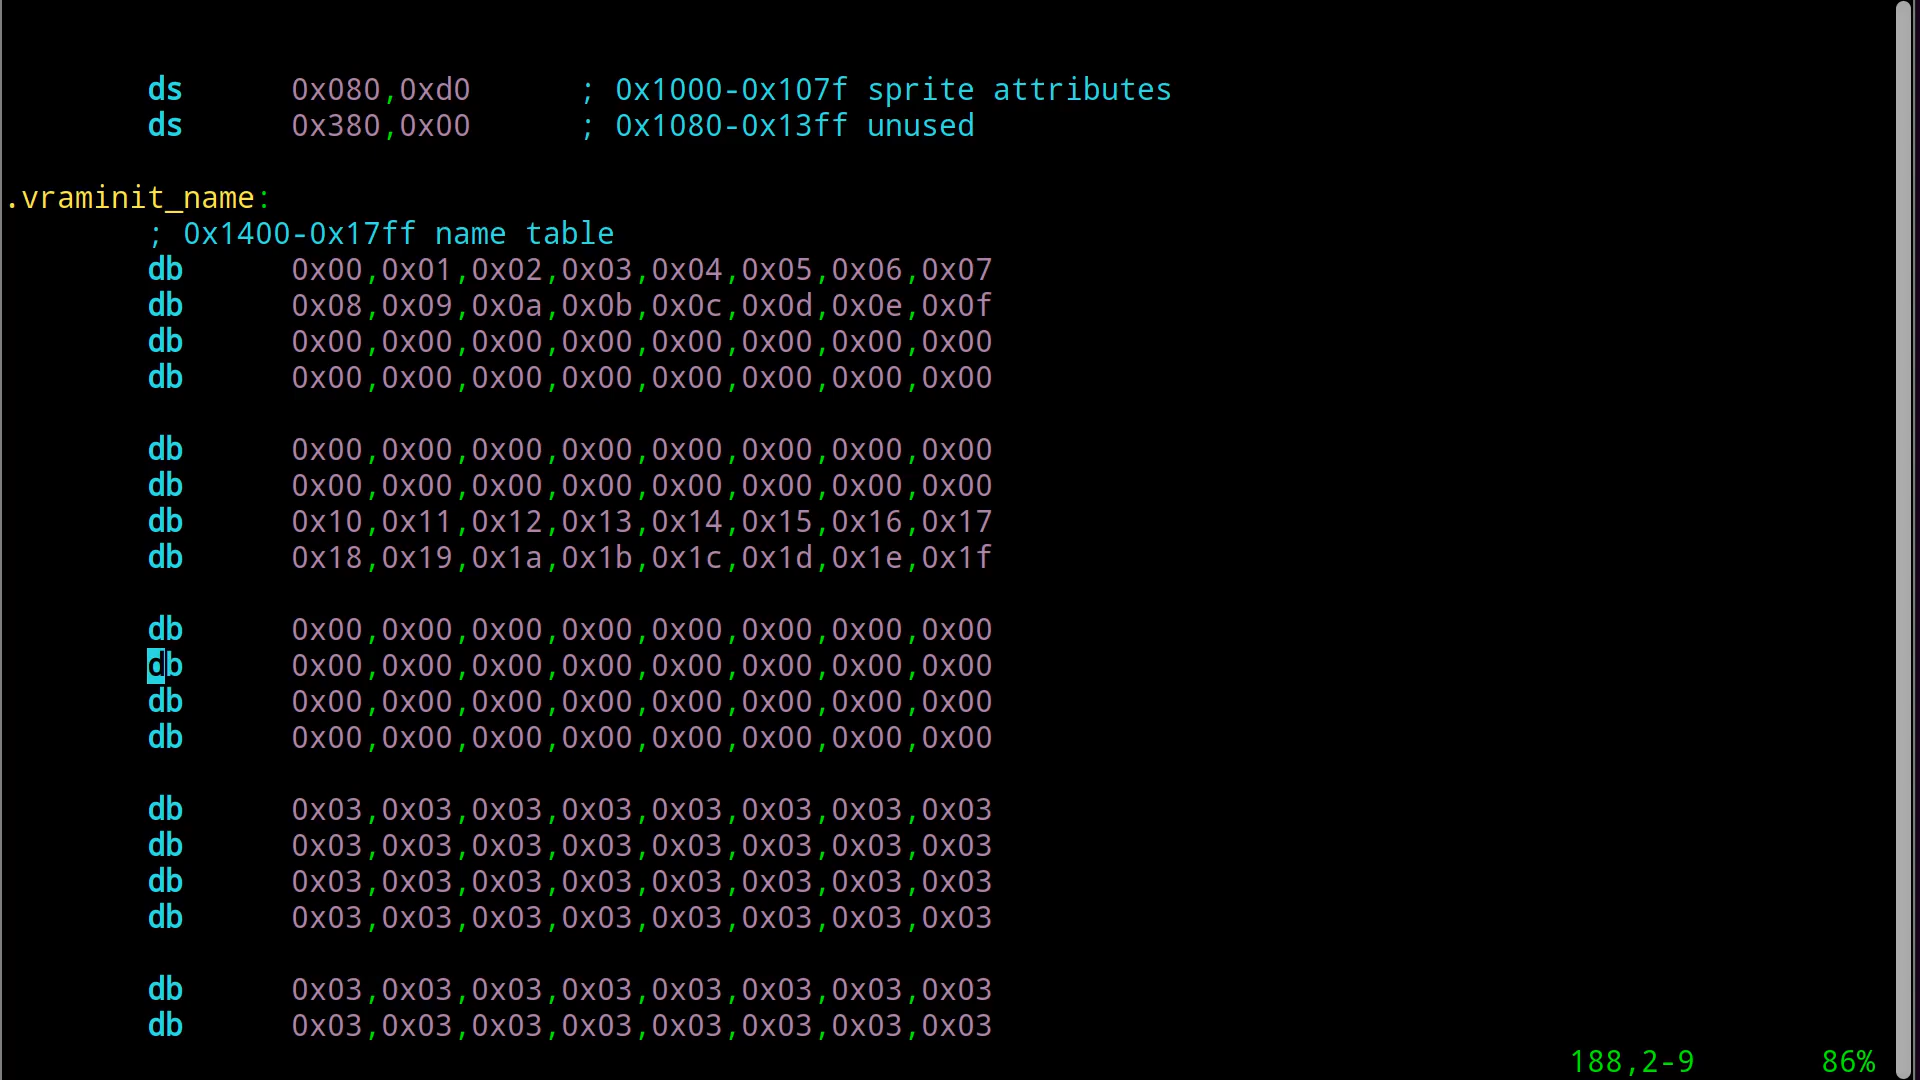 ds 0x080,0xd0 ; 0x1000-0x107f sprite attributes
ds 0x380,0x00 ; 0x1080-0x13ff unused
.vraminit_name:
; 0x1400-0x17ff name table
db 0x00,0x01,0x02,0x03,0x04,0x05,0x06,0x07
db 0x08,0x09,0x0a,0x0b,0x0c,0x0d,0x0e,0x0f
db 0x00,0x00,0x00,0x00,0x00,0x00,0x00,0x00
db 0x00,0x00,0x00,0x00,0x00,0x00,0x00,0x00
db 0x00,0x00,0x00,0x00,0x00,0x00,0x00,0x00
db 0x00,0x00,0x00,0x00,0x00,0x00,0x00,0x00
db 0x10,0x11,0x12,0x13,0x14,0x15,0x16,0x17
db 0x18,0x19,0x1a,0x1b,0x1c,0x1d,0x1e,0x1f
db 0x00,0x00,0x00,0x00,0x00,0x00,0x00,0x00
db 0x00,0x00,0x00,0x00,0x00,0x00,0x00,0x00
db 0x00,0x00,0x00,0x00,0x00,0x00,0x00,0x00
db 0x00,0x00,0x00,0x00,0x00,0x00,0x00,0x00
db 0x03,0x03,0x03,0x03,0x03,0x03,0x03,0x03
db 0x03,0x03,0x03,0x03,0x03,0x03,0x03,0x03
db 0x03,0x03,0x03,0x03,0x03,0x03,0x03,0x03
db 0x03,0x03,0x03,0x03,0x03,0x03,0x03,0x03
db 0x03,0x03,0x03,0x03,0x03,0x03,0x03,0x03
db 0x03,0x03,0x03,0x03,0x03,0x03,0x03,0x03
188,2-9 86%